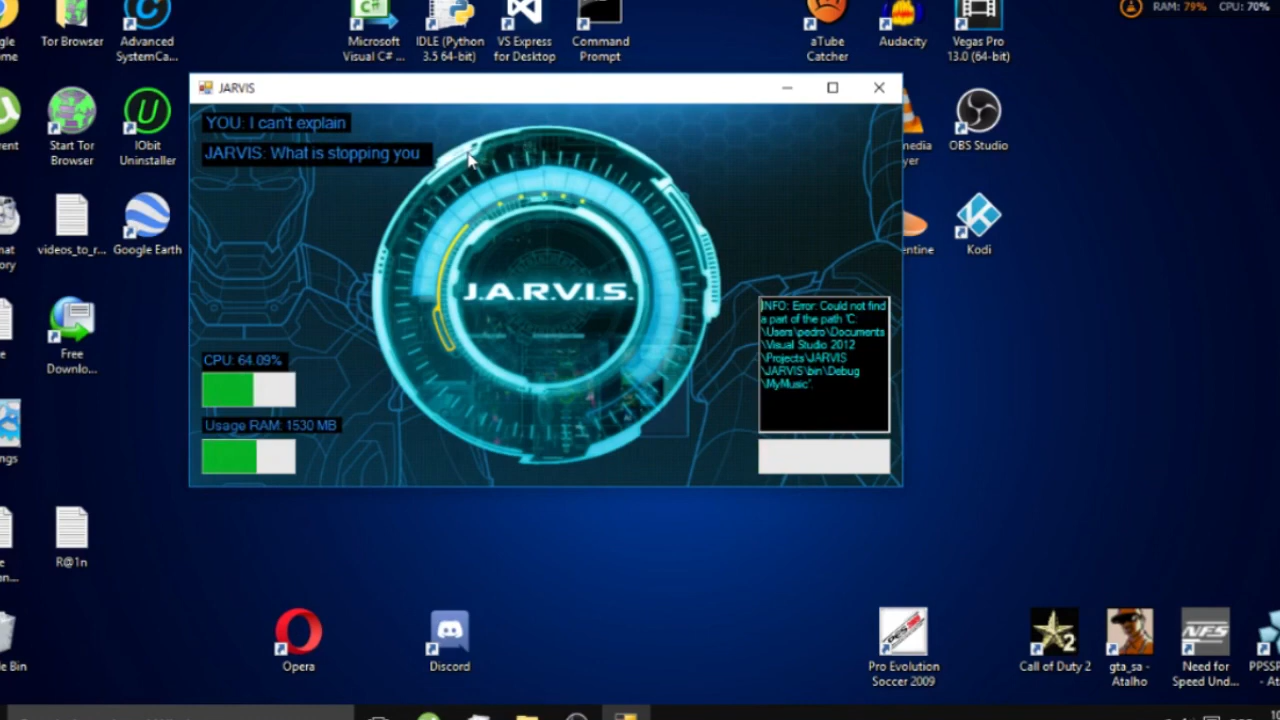 RAM: 79% CPU: 70%
Tor Browser
Advanced
SystemCa...
Microsoft
Visual C# ...
IDLE (Python
3.5 64-bit)
VS Express
for Desktop
Command
Prompt
aTube
Catcher
Audacity
Vegas Pro
13.0 (64-bit)
JARVIS
YOU: I can't explain
JARVIS: What is stopping you
Start Tor
Browser
IObit
Uninstaller
OBS Studio
videos_to_r...
Google Earth
Kodi
J.A.R.V.I.S.
INFO: Error: Could not find
a part of the path 'C:
\Users\pedro\Documents
\Visual Studio 2012
\Projects\JARVIS
\JARVIS\bin\Debug
\MyMusic'.
Free
Downlo...
CPU: 64.09%
Usage RAM: 1530 MB
R@1n
Opera
Discord
Pro Evolution
Soccer 2009
Call of Duty 2
2
gta_sa -
Atalho
NFS
Need for
Speed Und...